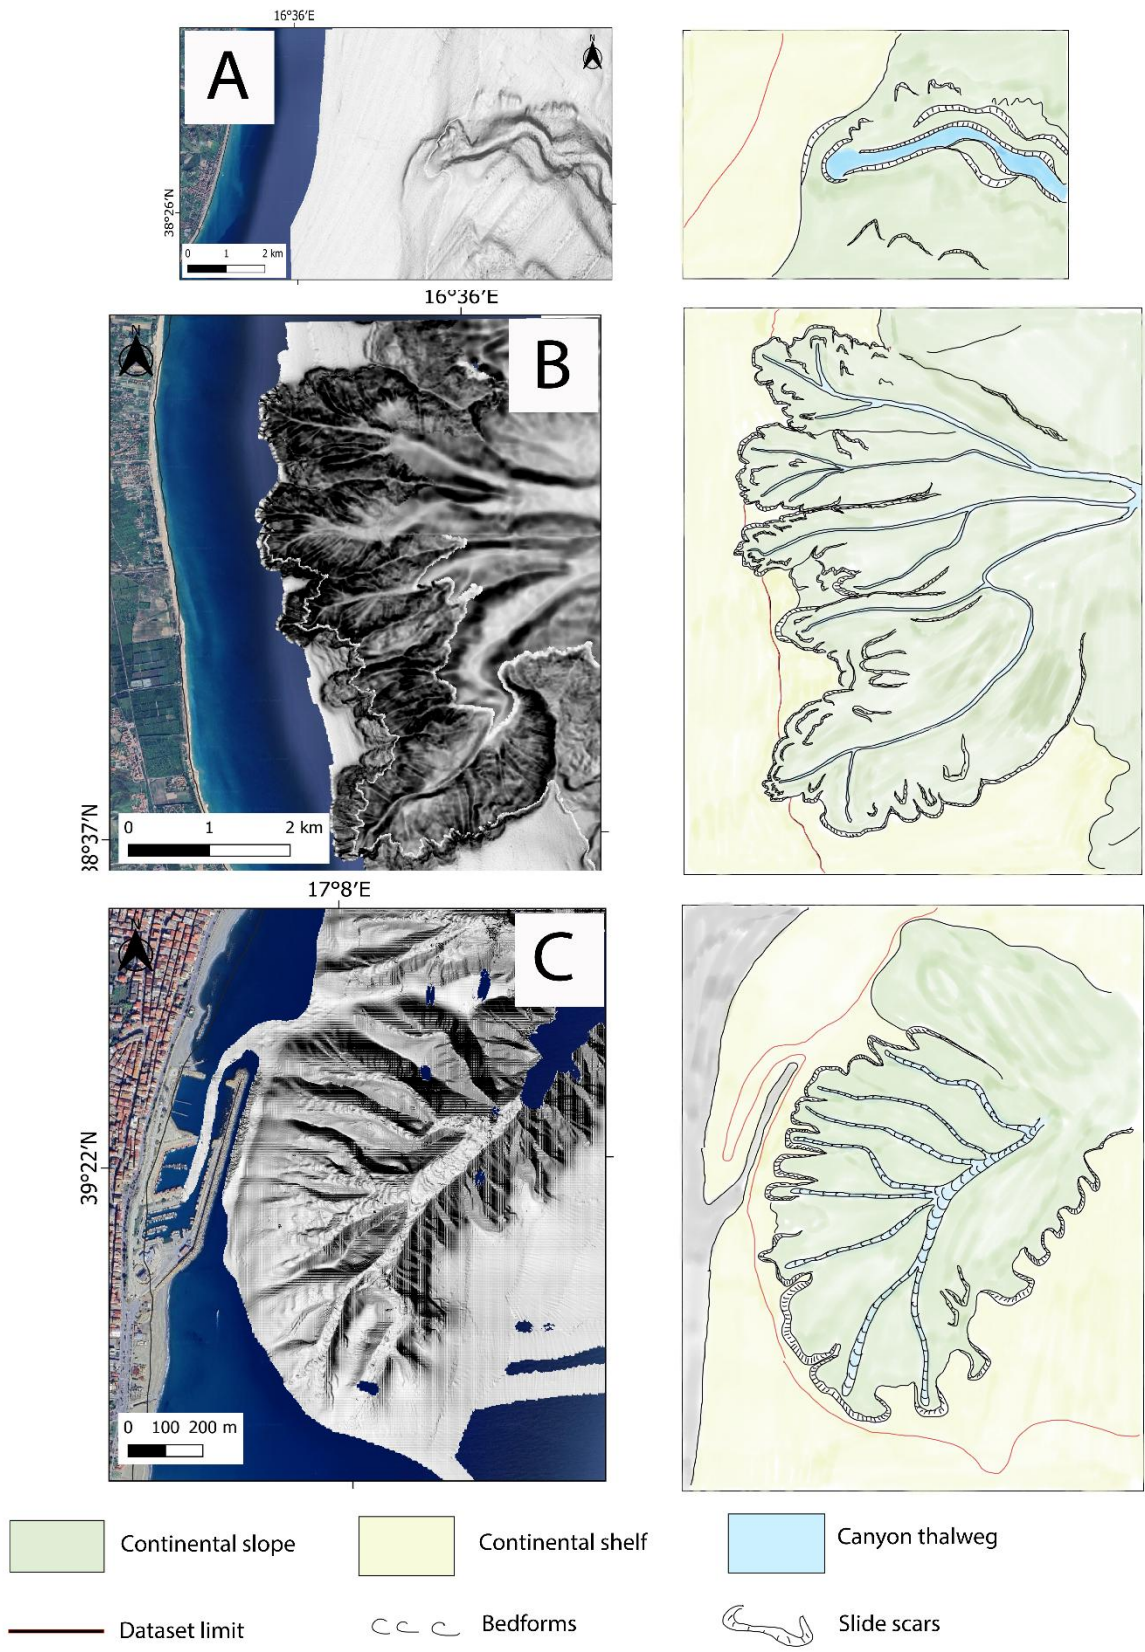 16°36'E
A
N
38°26'N
0 1 2 km
16°36'E
N
B
38°37'N
0 1 2 km
17°8'E
N
C
39°22'N
0 100 200 m
Continental slope
Continental shelf
Canyon thalweg
Dataset limit
Bedforms
Slide scars